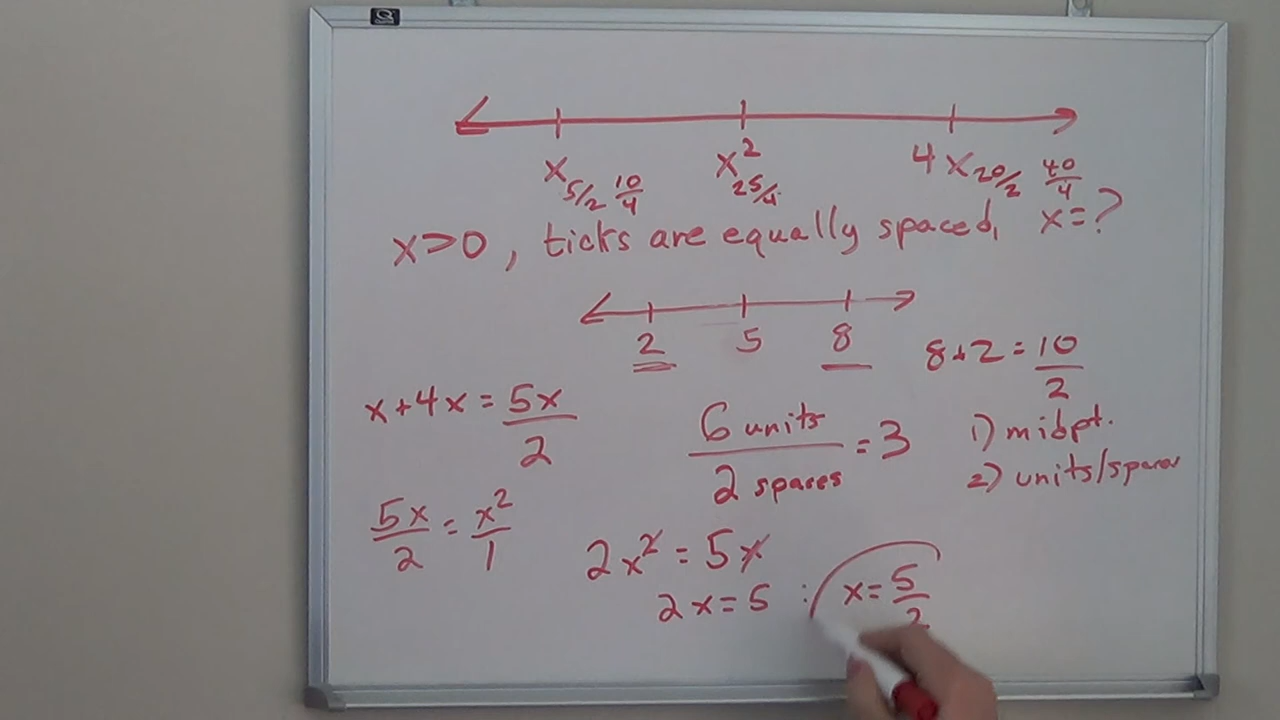 x x² 4x
5/2 10/4 25/4 20/2 40/4
x>0, ticks are equally spaced, x=?
2 5 8
8+2=10/2
x+4x=5x/2
6 units/2 spaces=3
1) midpt.
2) units/spaces
5x/2=x²/1
2x²=5x
2x=5 : x=5/2